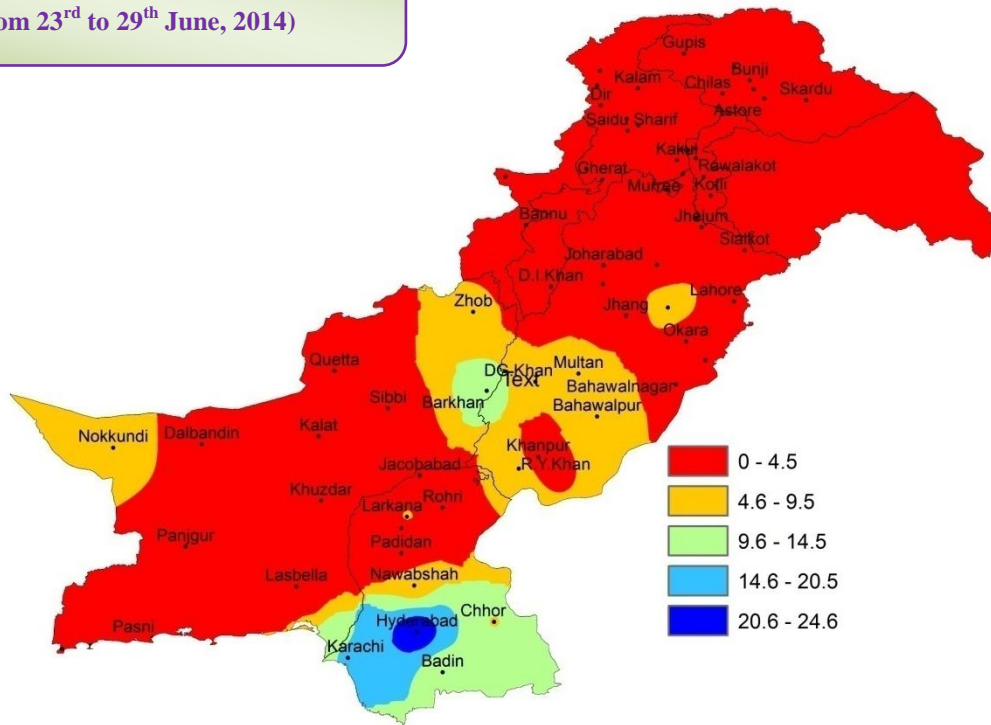 om 23rd to 29th June, 2014)
Gupis
Kalam
Chilas
Bunji
Skardu
Dir
Astore
Saidu Sharif
Kakul
Rawalakot
Gherat
Murree
Kotli
Bannu
Jhelum
Sialkot
Joharabad
D.I.Khan
Zhob
Jhang
Lahore
Okara
Quetta
DG-Khan
Text
Multan
Bahawalnagar
Sibbi
Barkhan
Bahawalpur
Nokkundi
Dalbandin
Kalat
Khanpur
R.Y.Khan
0 - 4.5
Jacobabad
Khuzdar
Larkana
Rohri
4.6 - 9.5
Panjgur
Padidan
9.6 - 14.5
Lasbella
Nawabshah
14.6 - 20.5
Pasni
Hyderabad
Chhor
20.6 - 24.6
Karachi
Badin